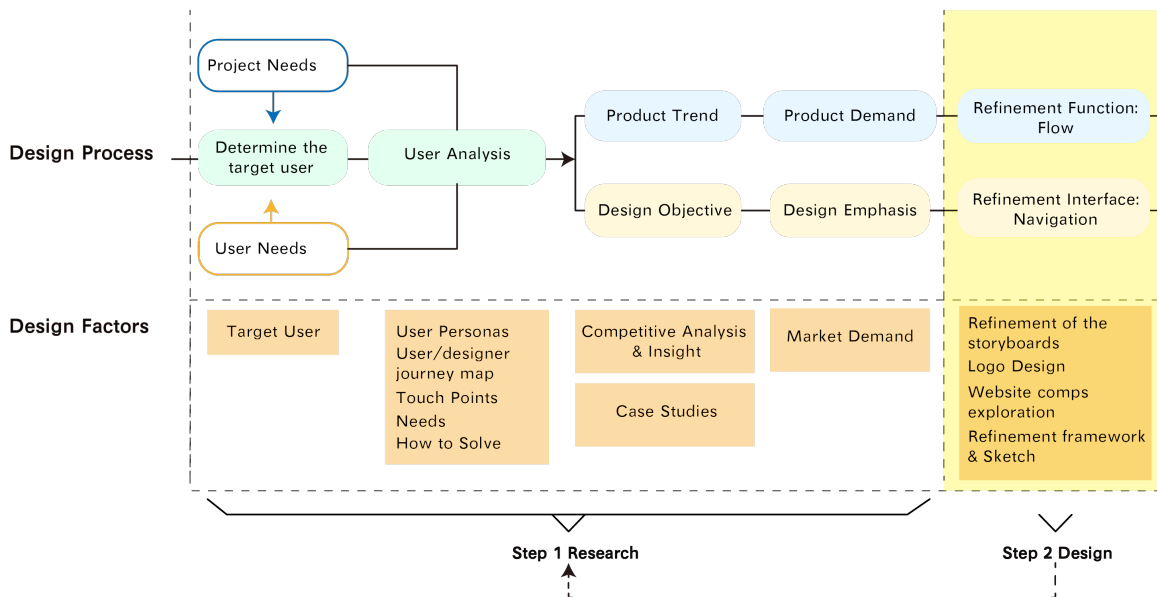 Project Needs
Design Process
Determine the
target user
User Analysis
User Needs
Product Trend
Product Demand
Refinement Function:
Flow
Design Objective
Design Emphasis
Refinement Interface:
Navigation
Design Factors
Target User
User Personas
User/designer
journey map
Touch Points
Needs
How to Solve
Competitive Analysis
& Insight
Case Studies
Market Demand
Refinement of the
storyboards
Logo Design
Website comps
exploration
Refinement framework
& Sketch
Step 1 Research
Step 2 Design